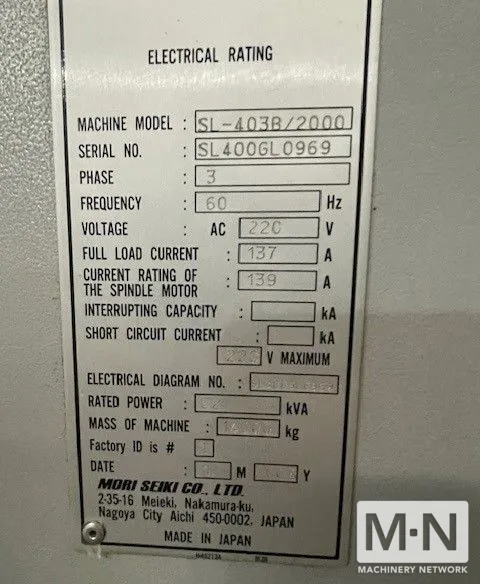 ELECTRICAL RATING
MACHINE MODEL : SL-403B/2000
SERIAL NO. : SL400GL0969
PHASE : 3
FREQUENCY : 60 Hz
VOLTAGE : AC 220 V
FULL LOAD CURRENT : 137 A
CURRENT RATING OF
THE SPINDLE MOTOR : 139 A
INTERRUPTING CAPACITY : kA
SHORT CIRCUIT CURRENT : kA
220 V MAXIMUM
ELECTRICAL DIAGRAM NO. :
RATED POWER : kVA
MASS OF MACHINE : kg
Factory ID is #
DATE : M Y
MORI SEIKI CO., LTD.
2-35-16 Meieki, Nakamura-ku,
Nagoya City Aichi 450-0002, JAPAN
MADE IN JAPAN
M·N
MACHINERY NETWORK